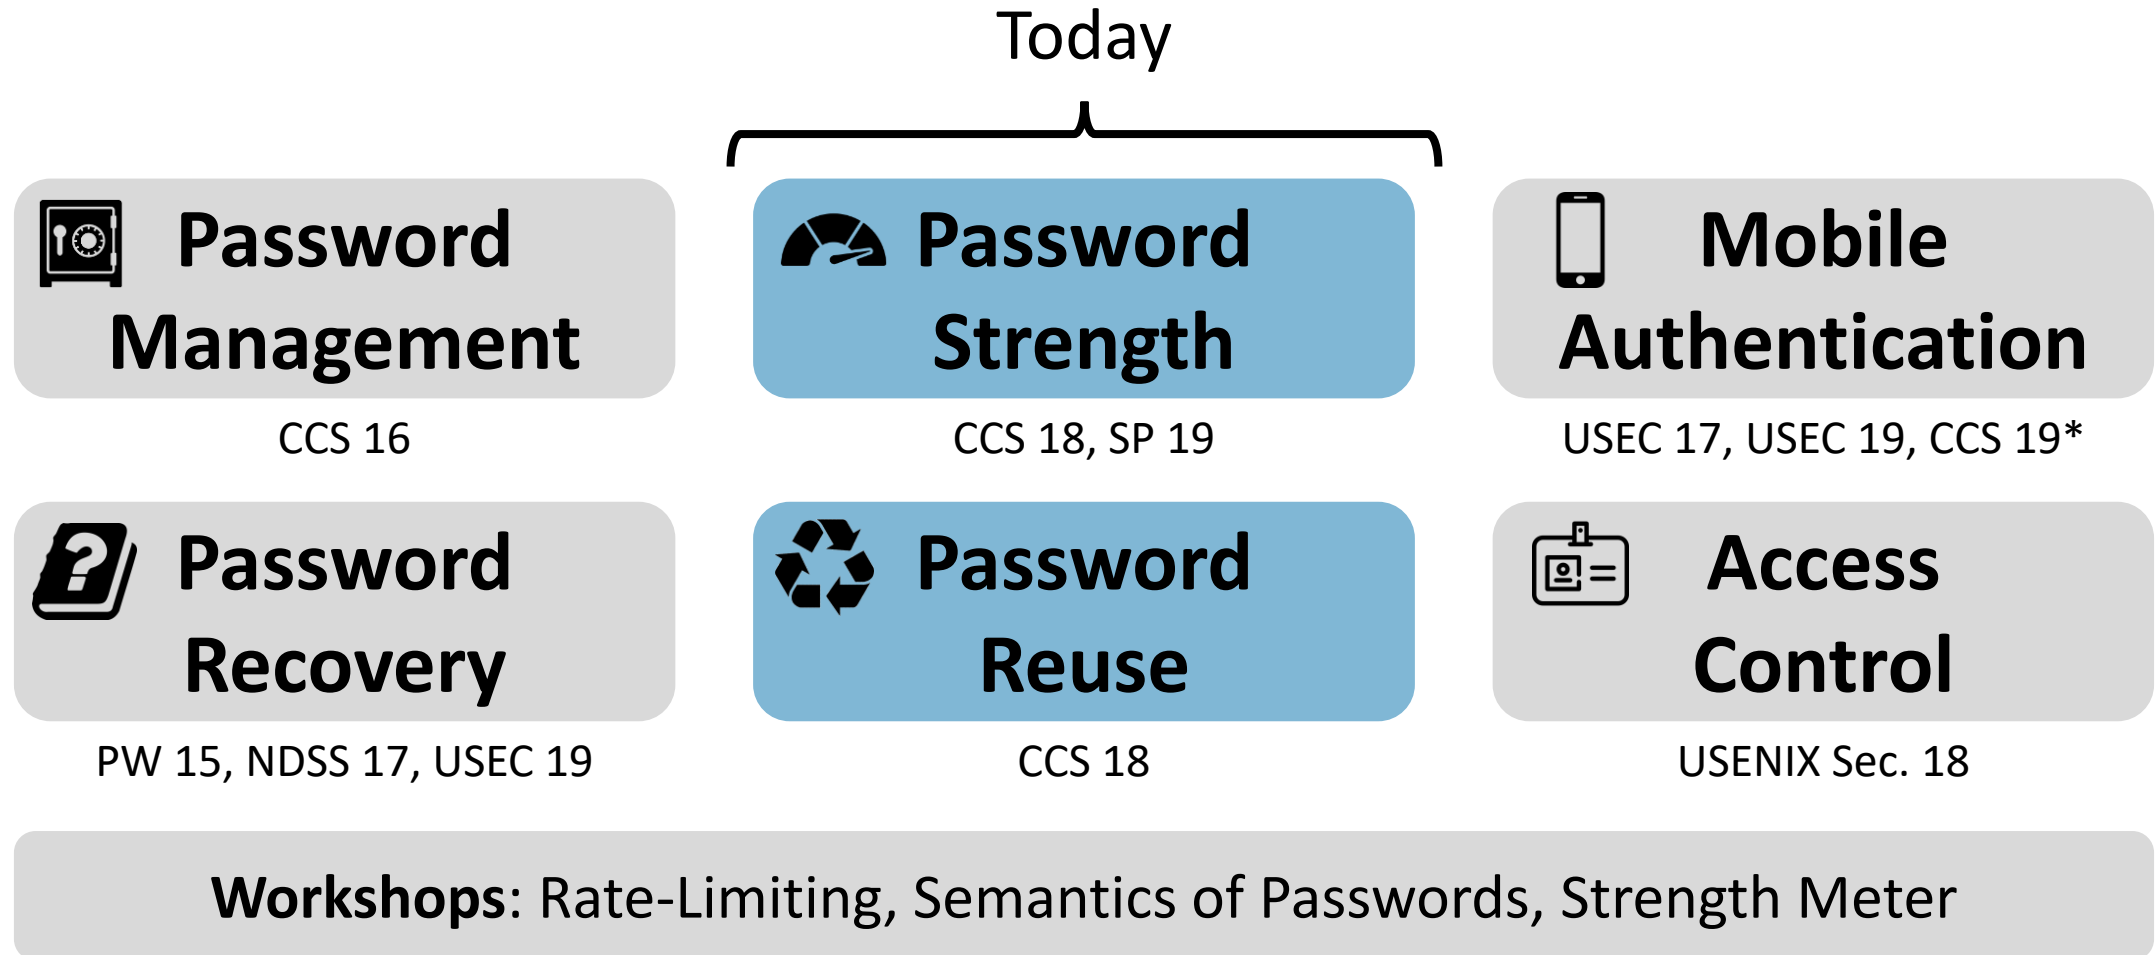 Today
Password
Management
CCS 16
Password
Strength
CCS 18, SP 19
Mobile
Authentication
USEC 17, USEC 19, CCS 19*
Password
Recovery
PW 15, NDSS 17, USEC 19
Password
Reuse
CCS 18
Access
Control
USENIX Sec. 18
Workshops: Rate-Limiting, Semantics of Passwords, Strength Meter